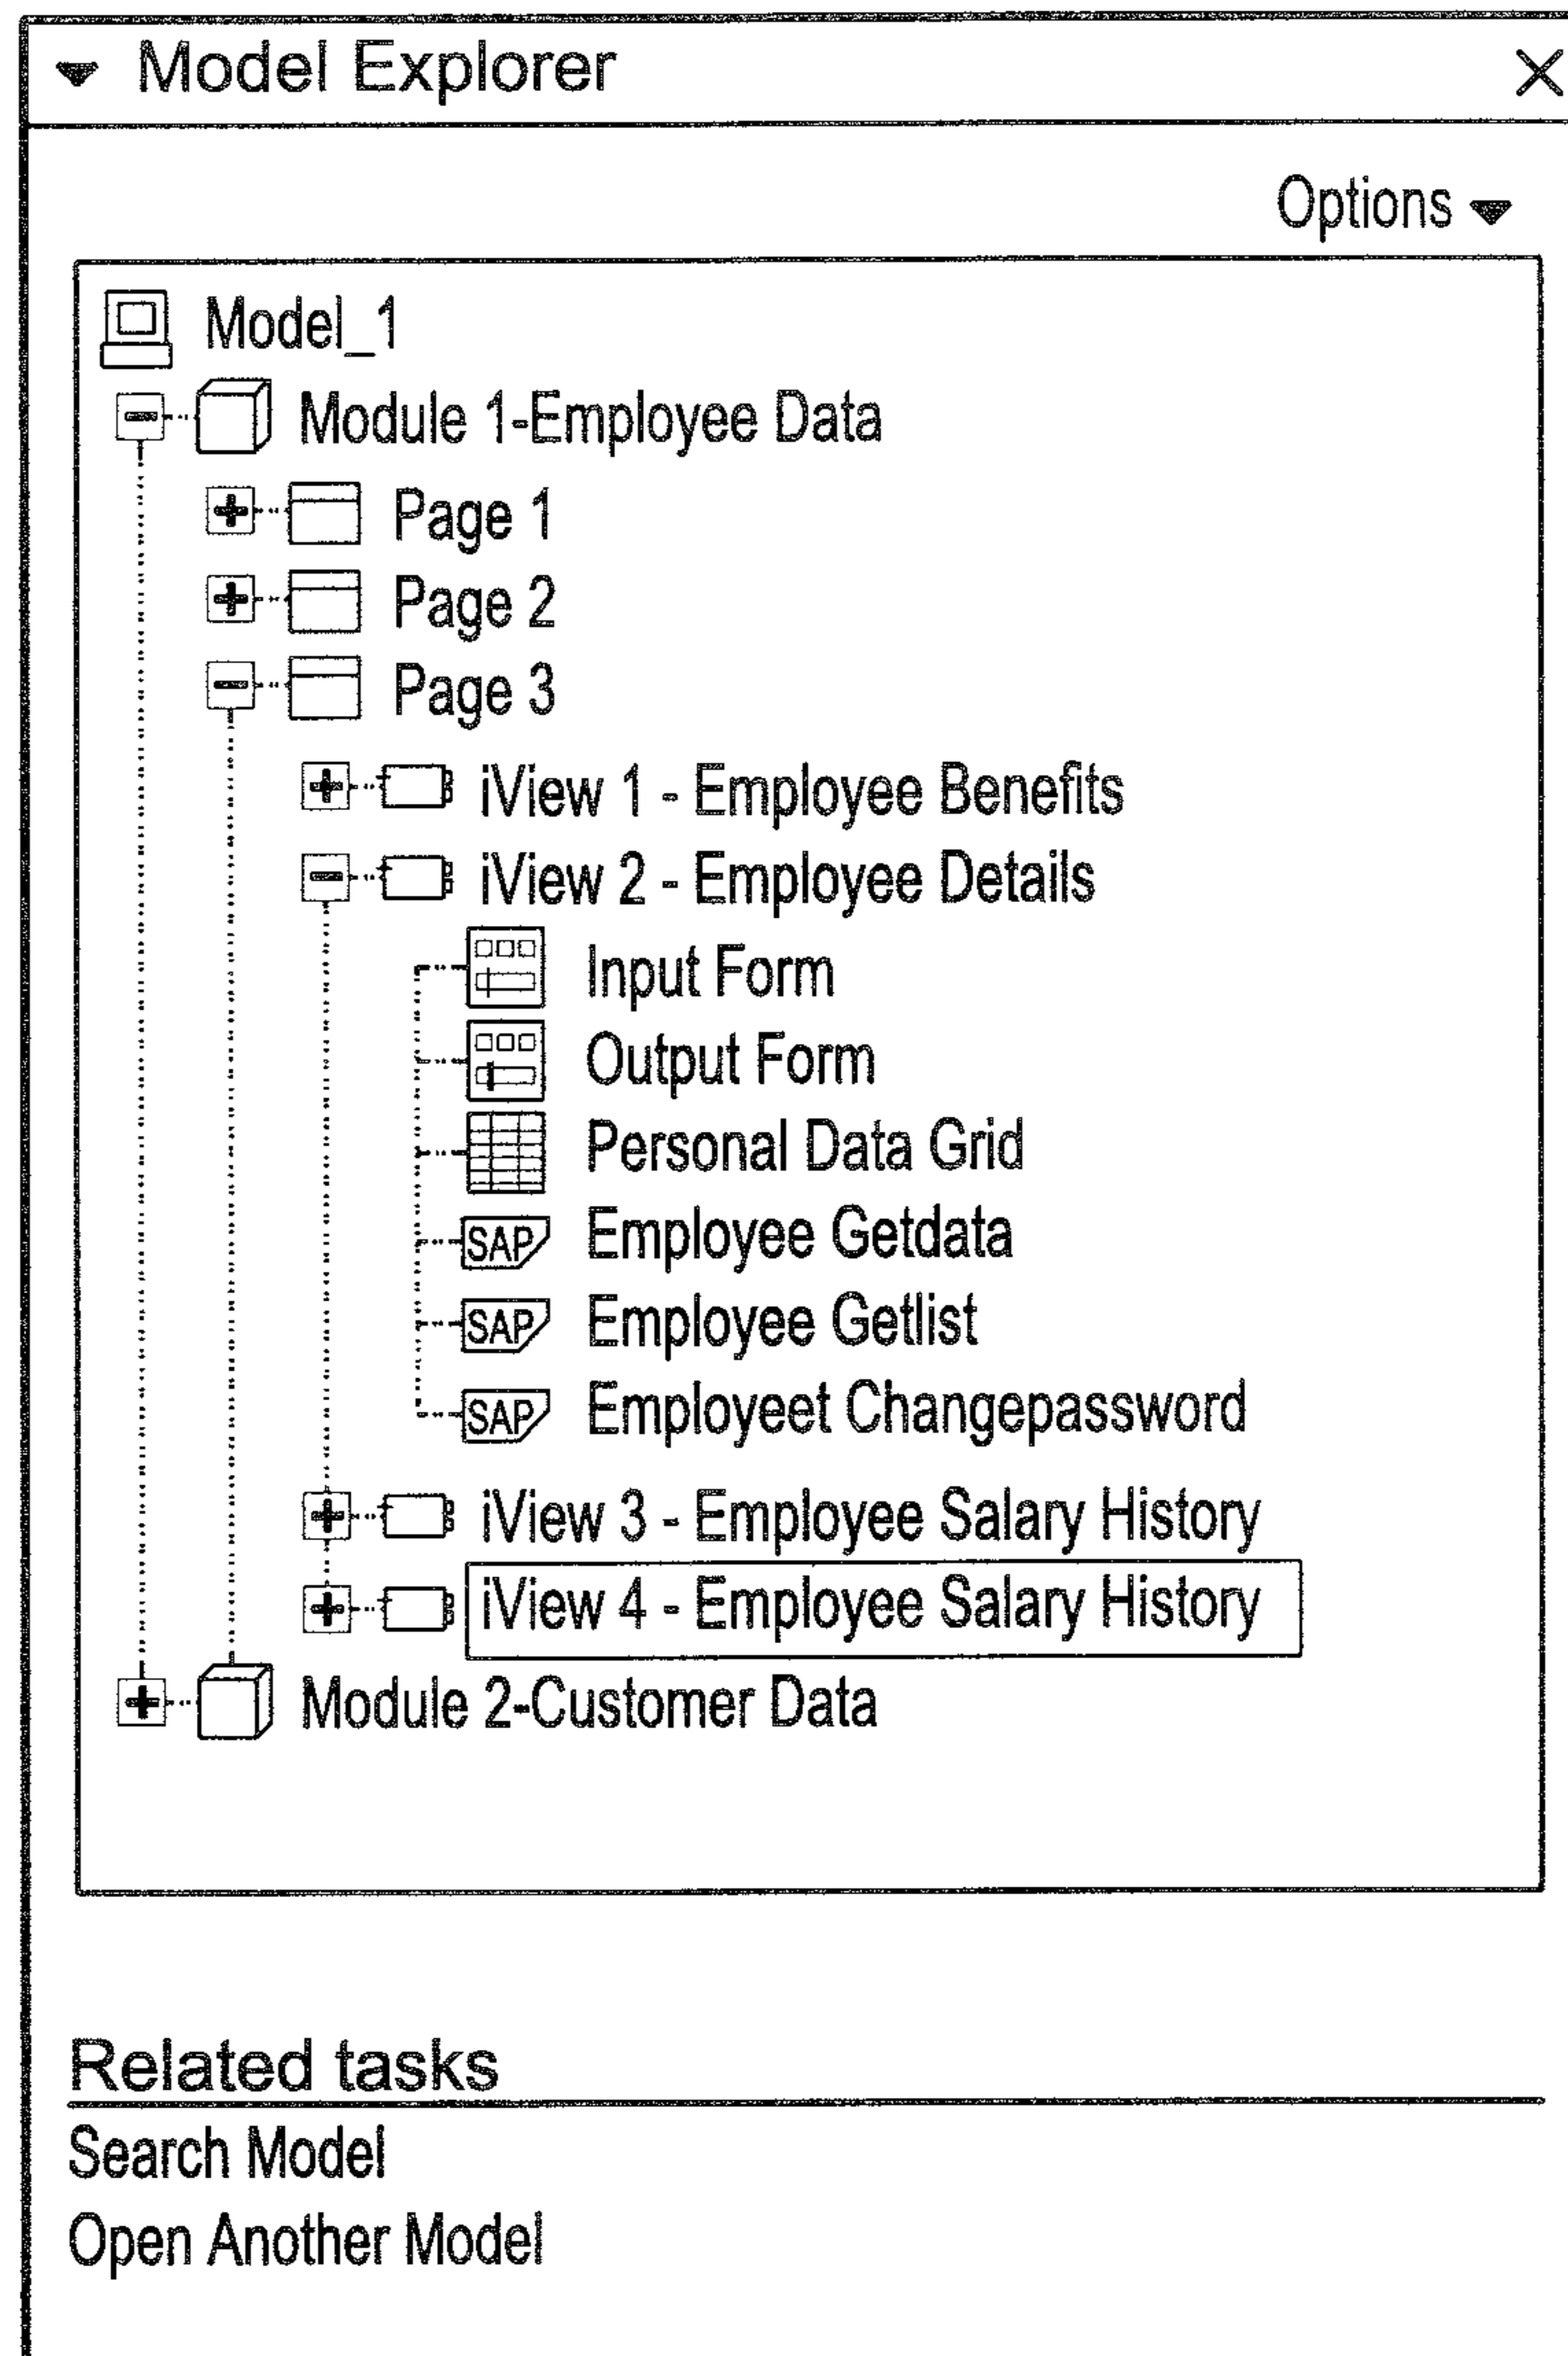 Model Explorer
Options
Model_1
Module 1-Employee Data
Page 1
Page 2
Page 3
iView 1 - Employee Benefits
iView 2 - Employee Details
Input Form
Output Form
Personal Data Grid
SAP Employee Getdata
SAP Employee Getlist
SAP Employeet Changepassword
iView 3 - Employee Salary History
iView 4 - Employee Salary History
Module 2-Customer Data
Related tasks
Search Model
Open Another Model